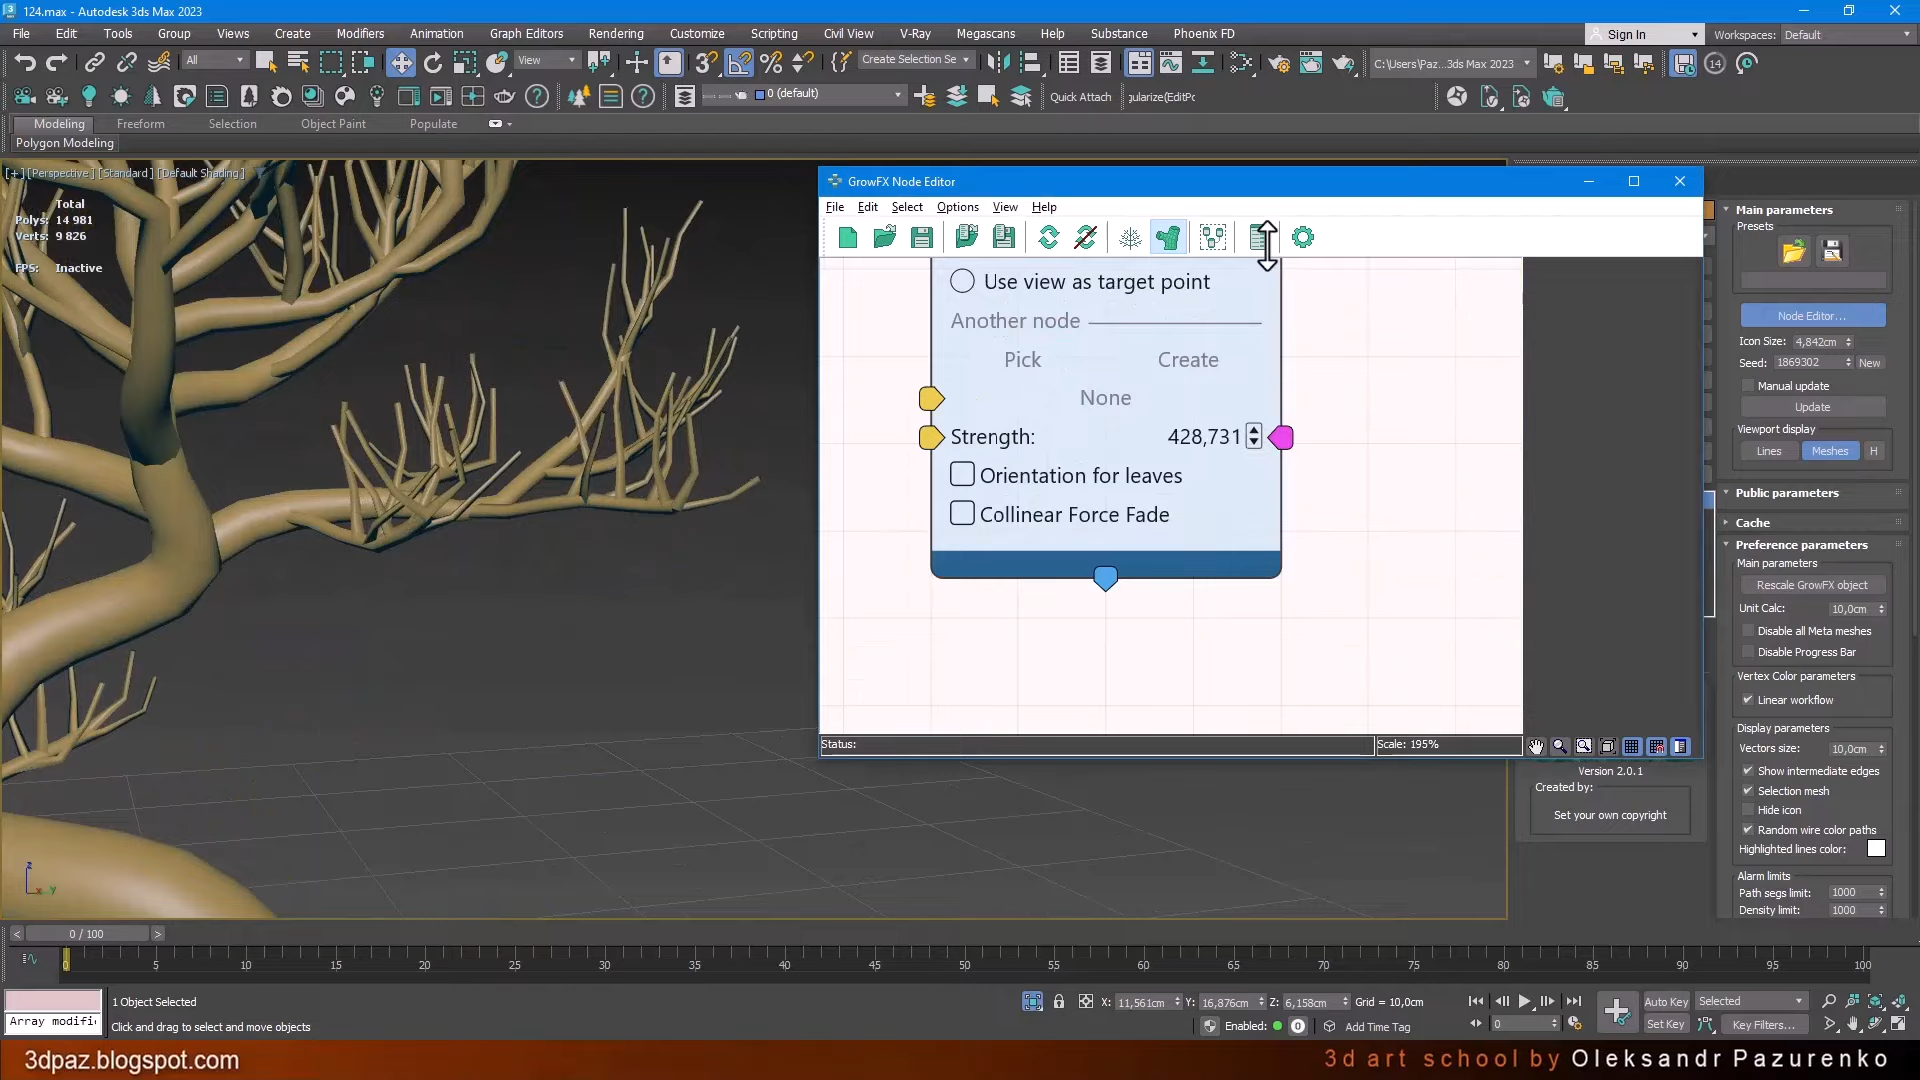 124.max - Autodesk 3ds Max 2023
File Edit Tools Group Views Create Modifiers Animation Graph Editors Rendering Customize Scripting Civil View V-Ray Megascans Help Substance Phoenix FD
Sign In Workspaces: Default
All View Create Selection Se C:\Users\Paz...3ds Max 2023 14
0 (default) Quick Attach gularize(EditPo
Modeling Freeform Selection Object Paint Populate
Polygon Modeling
[+] [Perspective] [Standard] [Default Shading]
Total
Polys: 14 981
Verts: 9 826
FPS: Inactive
GrowFX Node Editor
File Edit Select Options View Help
Use view as target point
Another node
Pick Create
None
Strength: 428,731
Orientation for leaves
Collinear Force Fade
Status: Scale: 195%
Main parameters
Presets
Node Editor...
Icon Size: 4,842cm
Seed: 1869302 New
Manual update
Update
Viewport display
Lines Meshes H
Public parameters
Cache
Preference parameters
Main parameters
Rescale GrowFX object
Unit Calc: 10,0cm
Disable all Meta meshes
Disable Progress Bar
Vertex Color parameters
Linear workflow
Display parameters
Vectors size: 10,0cm
Show intermediate edges
Selection mesh
Hide icon
Random wire color paths
Highlighted lines color:
Alarm limits
Path segs limit: 1000
Density limit: 1000
Version 2.0.1
Created by:
Set your own copyright
z
x y
< 0 / 100 >
0 5 10 15 20 25 30 35 40 45 50 55 60 65 70 75 80 85 90 95 100
1 Object Selected
Array modifi
Click and drag to select and move objects
X: 11,561cm Y: 16,876cm Z: 6,158cm Grid = 10,0cm
Enabled: 0 Add Time Tag
0
Auto Key Selected
Set Key Key Filters...
3dpaz.blogspot.com
3d art school by Oleksandr Pazurenko